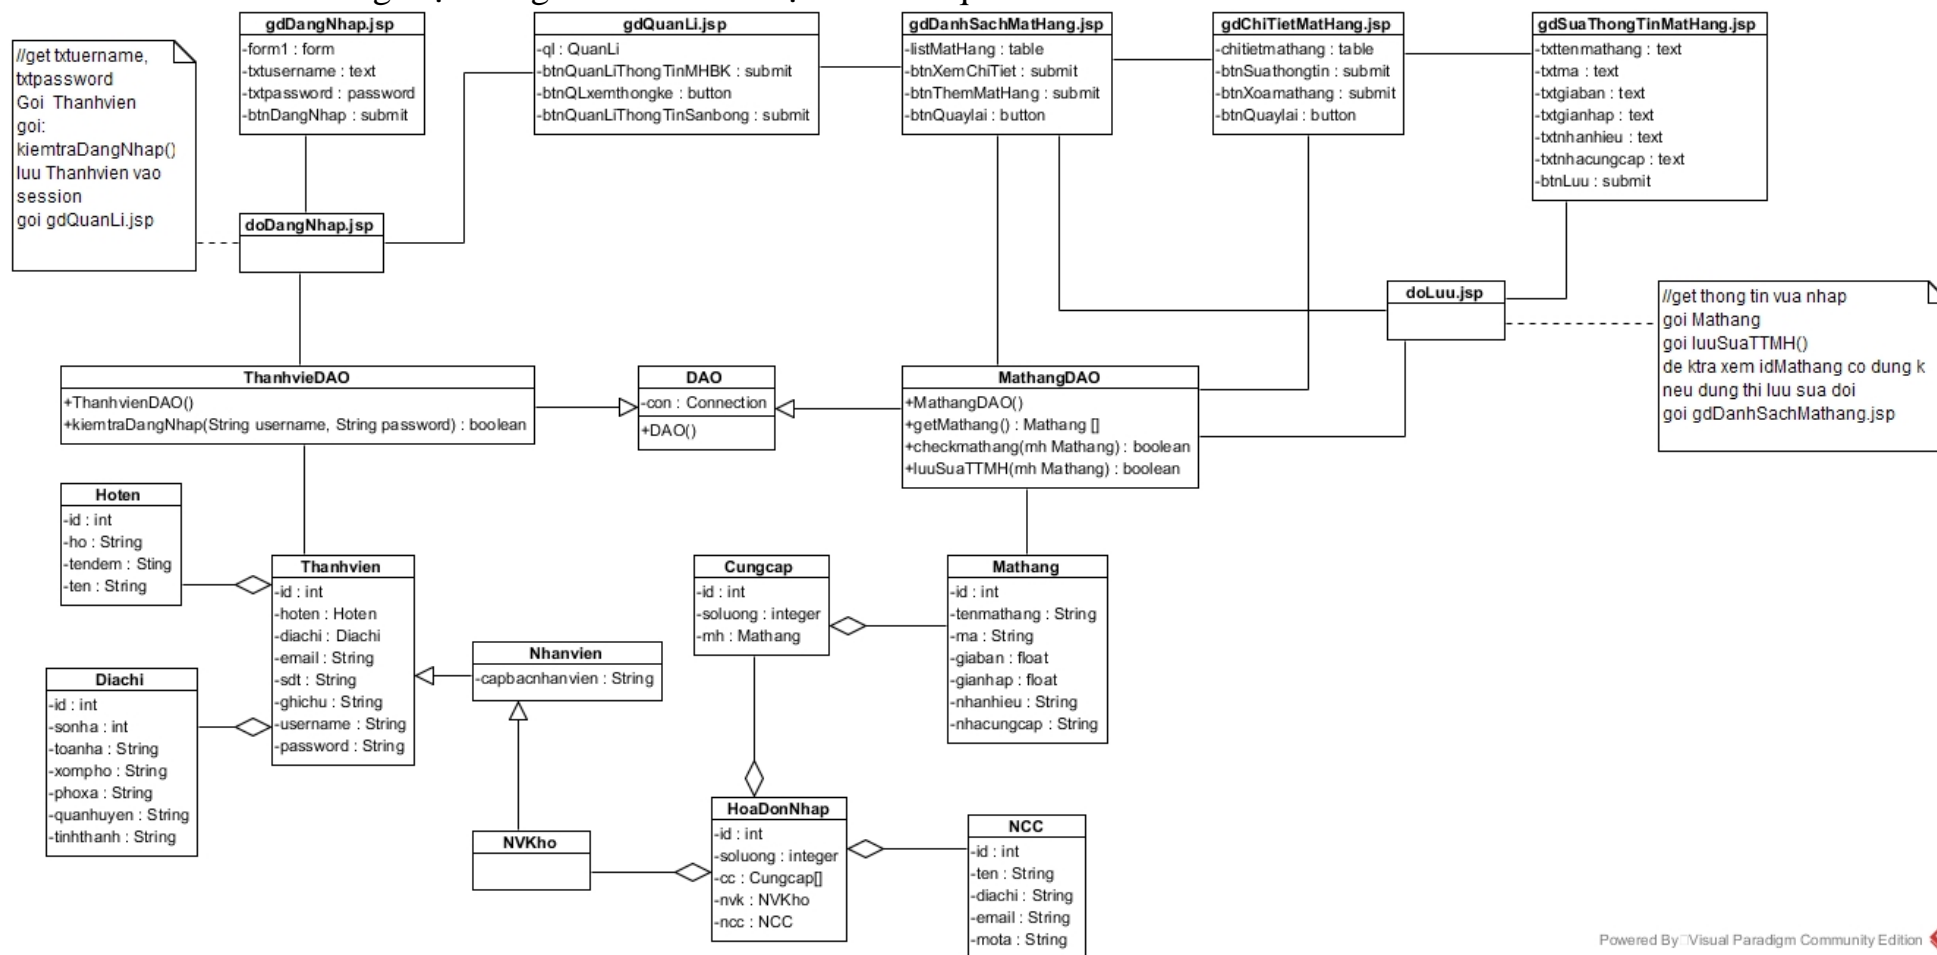 gdDangNhap.jsp
-form1 : form
-txtusername : text
-txtpassword : password
-btnDangNhap : submit
gdQuanLi.jsp
-ql : QuanLi
-btnQuanLiThongTinMHBK : submit
-btnQLxemthongke : button
-btnQuanLiThongTinSanbong : submit
gdDanhSachMatHang.jsp
-listMatHang : table
-btnXemChiTiet : submit
-btnThemMatHang : submit
-btnQuaylai : button
gdChiTietMatHang.jsp
-chitietmathang : table
-btnSuathongtin : submit
-btnXoamathang : submit
-btnQuaylai : button
gdSuaThongTinMatHang.jsp
-txttenmathang : text
-txtma : text
-txtgiaban : text
-txtgianhap : text
-txtnhanhieu : text
-txtnhacungcap : text
-btnLuu : submit
//get txtuername,
txtpassword
Goi Thanhvien
goi:
kiemtraDangNhap()
luu Thanhvien vao
session
goi gdQuanLi.jsp
doDangNhap.jsp
doLuu.jsp
//get thong tin vua nhap
goi Mathang
goi luuSuaTTMH()
de ktra xem idMathang co dung k
neu dung thi luu sua doi
goi gdDanhSachMathang.jsp
ThanhvieDAO
+ThanhvienDAO()
+kiemtraDangNhap(String username, String password) : boolean
DAO
-con : Connection
+DAO()
MathangDAO
+MathangDAO()
+getMathang() : Mathang []
+checkmathang(mh Mathang) : boolean
+luuSuaTTMH(mh Mathang) : boolean
Hoten
-id : int
-ho : String
-tendem : Sting
-ten : String
Thanhvien
-id : int
-hoten : Hoten
-diachi : Diachi
-email : String
-sdt : String
-ghichu : String
-username : String
-password : String
Cungcap
-id : int
-soluong : integer
-mh : Mathang
Mathang
-id : int
-tenmathang : String
-ma : String
-giaban : float
-gianhap : float
-nhanhieu : String
-nhacungcap : String
Nhanvien
-capbacnhanvien : String
Diachi
-id : int
-sonha : int
-toanha : String
-xompho : String
-phoxa : String
-quanhuyen : String
-tinhthanh : String
NVKho
HoaDonNhap
-id : int
-soluong : integer
-cc : Cungcap[]
-nvk : NVKho
-ncc : NCC
NCC
-id : int
-ten : String
-diachi : String
-email : String
-mota : String
Powered By Visual Paradigm Community Edition